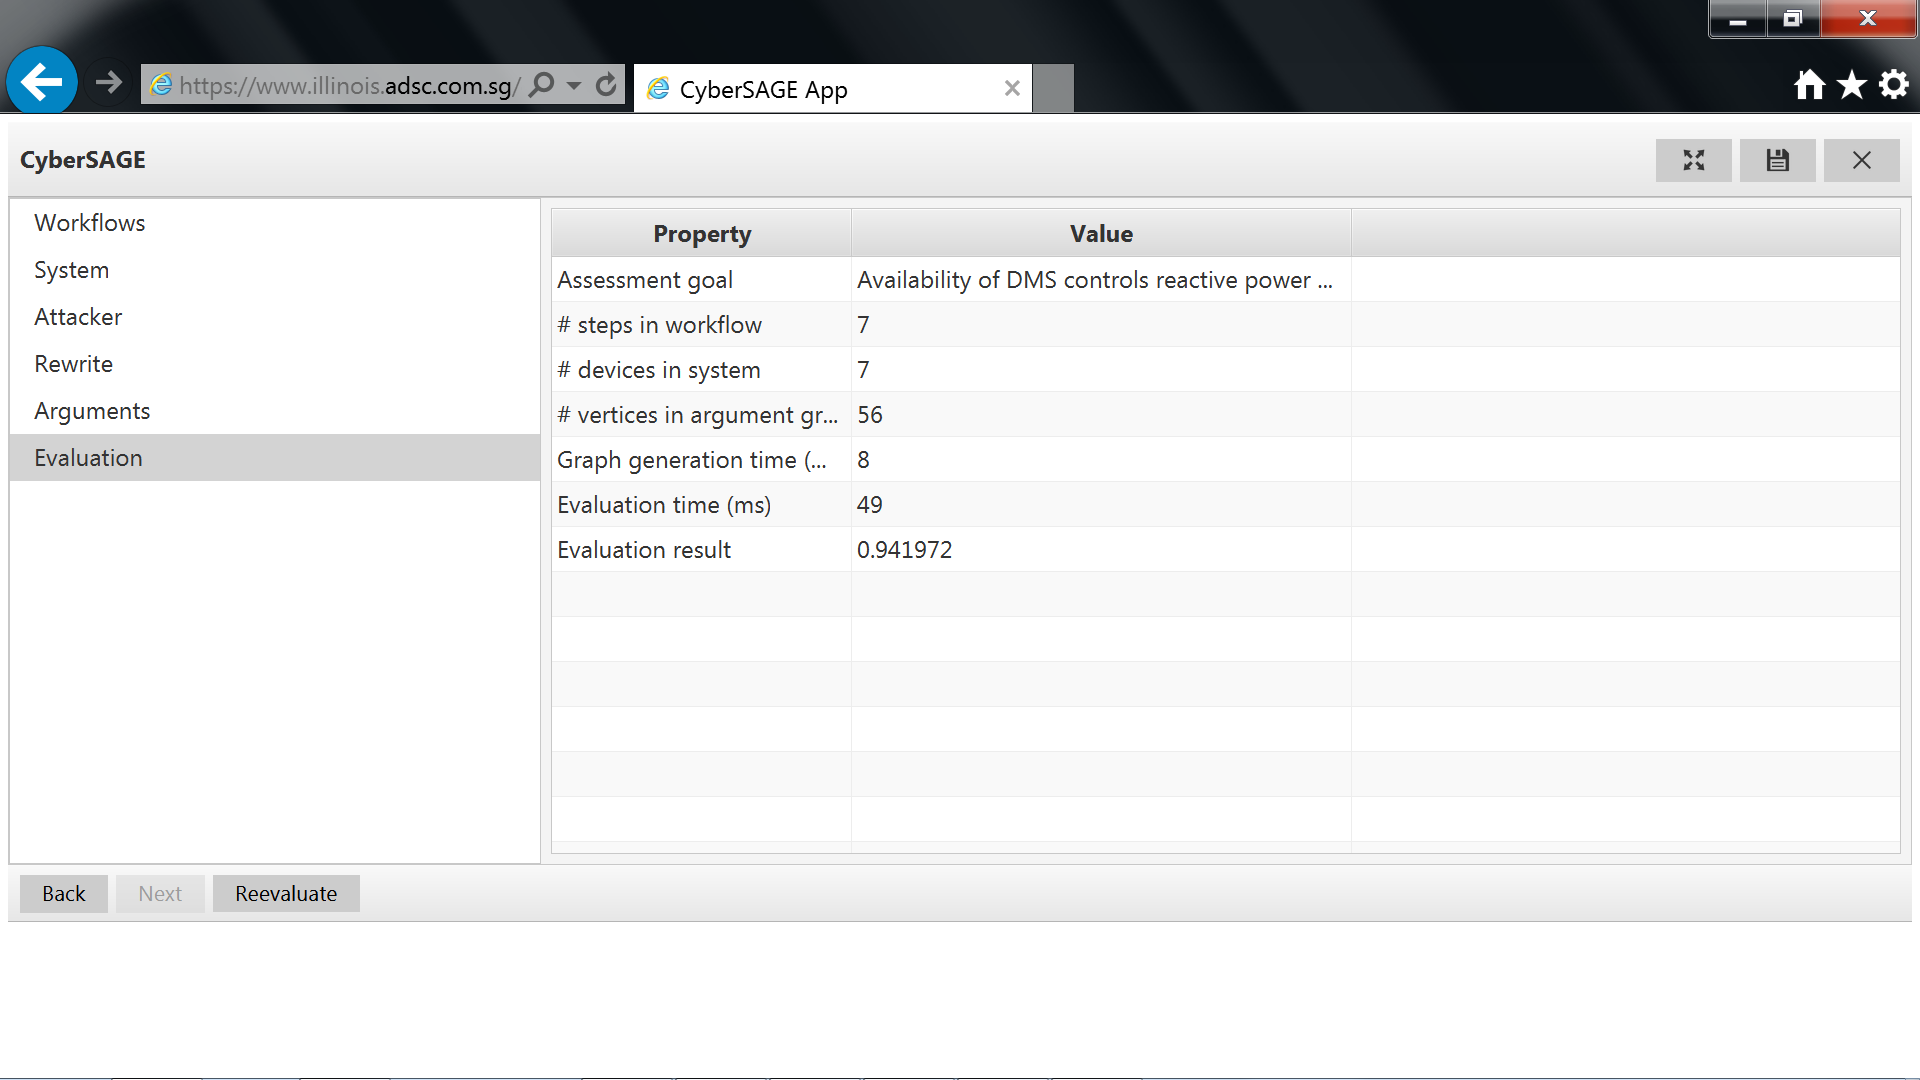 https://www.illinois.adsc.com.sg/
CyberSAGE App
CyberSAGE
Workflows
System
Attacker
Rewrite
Arguments
Evaluation
Property Value
Assessment goal Availability of DMS controls reactive power ...
# steps in workflow 7
# devices in system 7
# vertices in argument gr... 56
Graph generation time (... 8
Evaluation time (ms) 49
Evaluation result 0.941972
Back Next Reevaluate